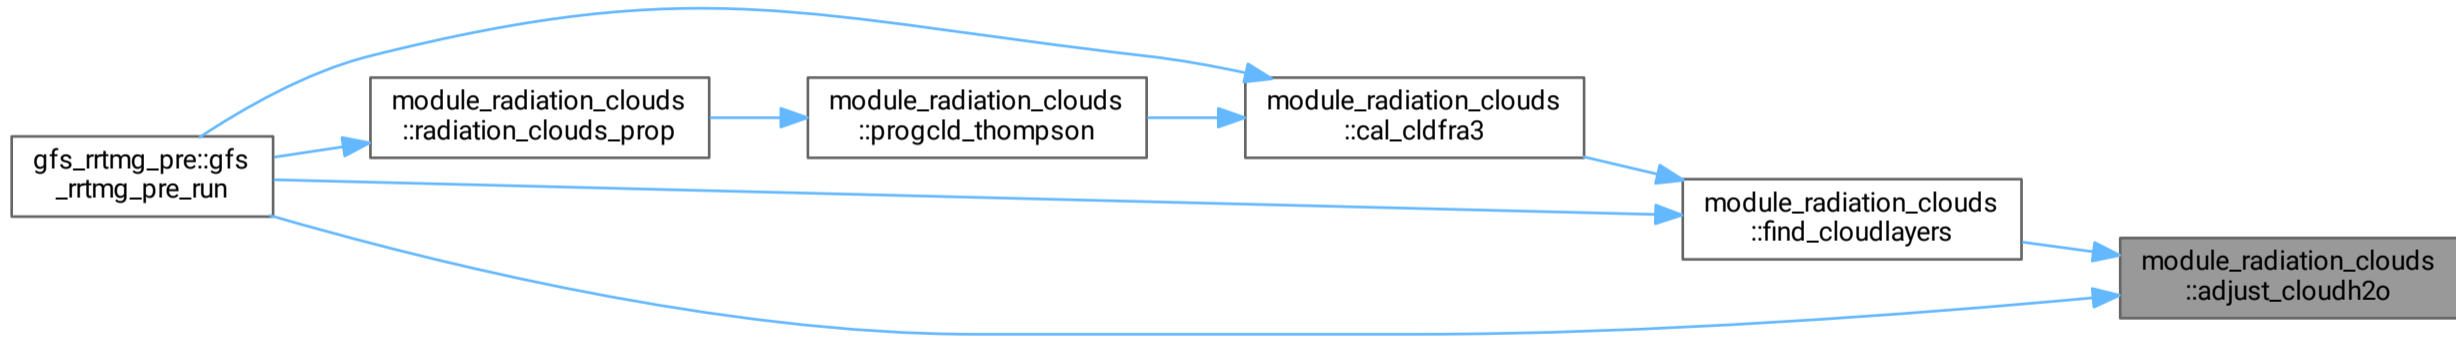 module_radiation_clouds
::radiation_clouds_prop
module_radiation_clouds
::progcld_thompson
module_radiation_clouds
::cal_cldfra3
gfs_rrtmg_pre::gfs
_rrtmg_pre_run
module_radiation_clouds
::find_cloudlayers
module_radiation_clouds
::adjust_cloudh2o